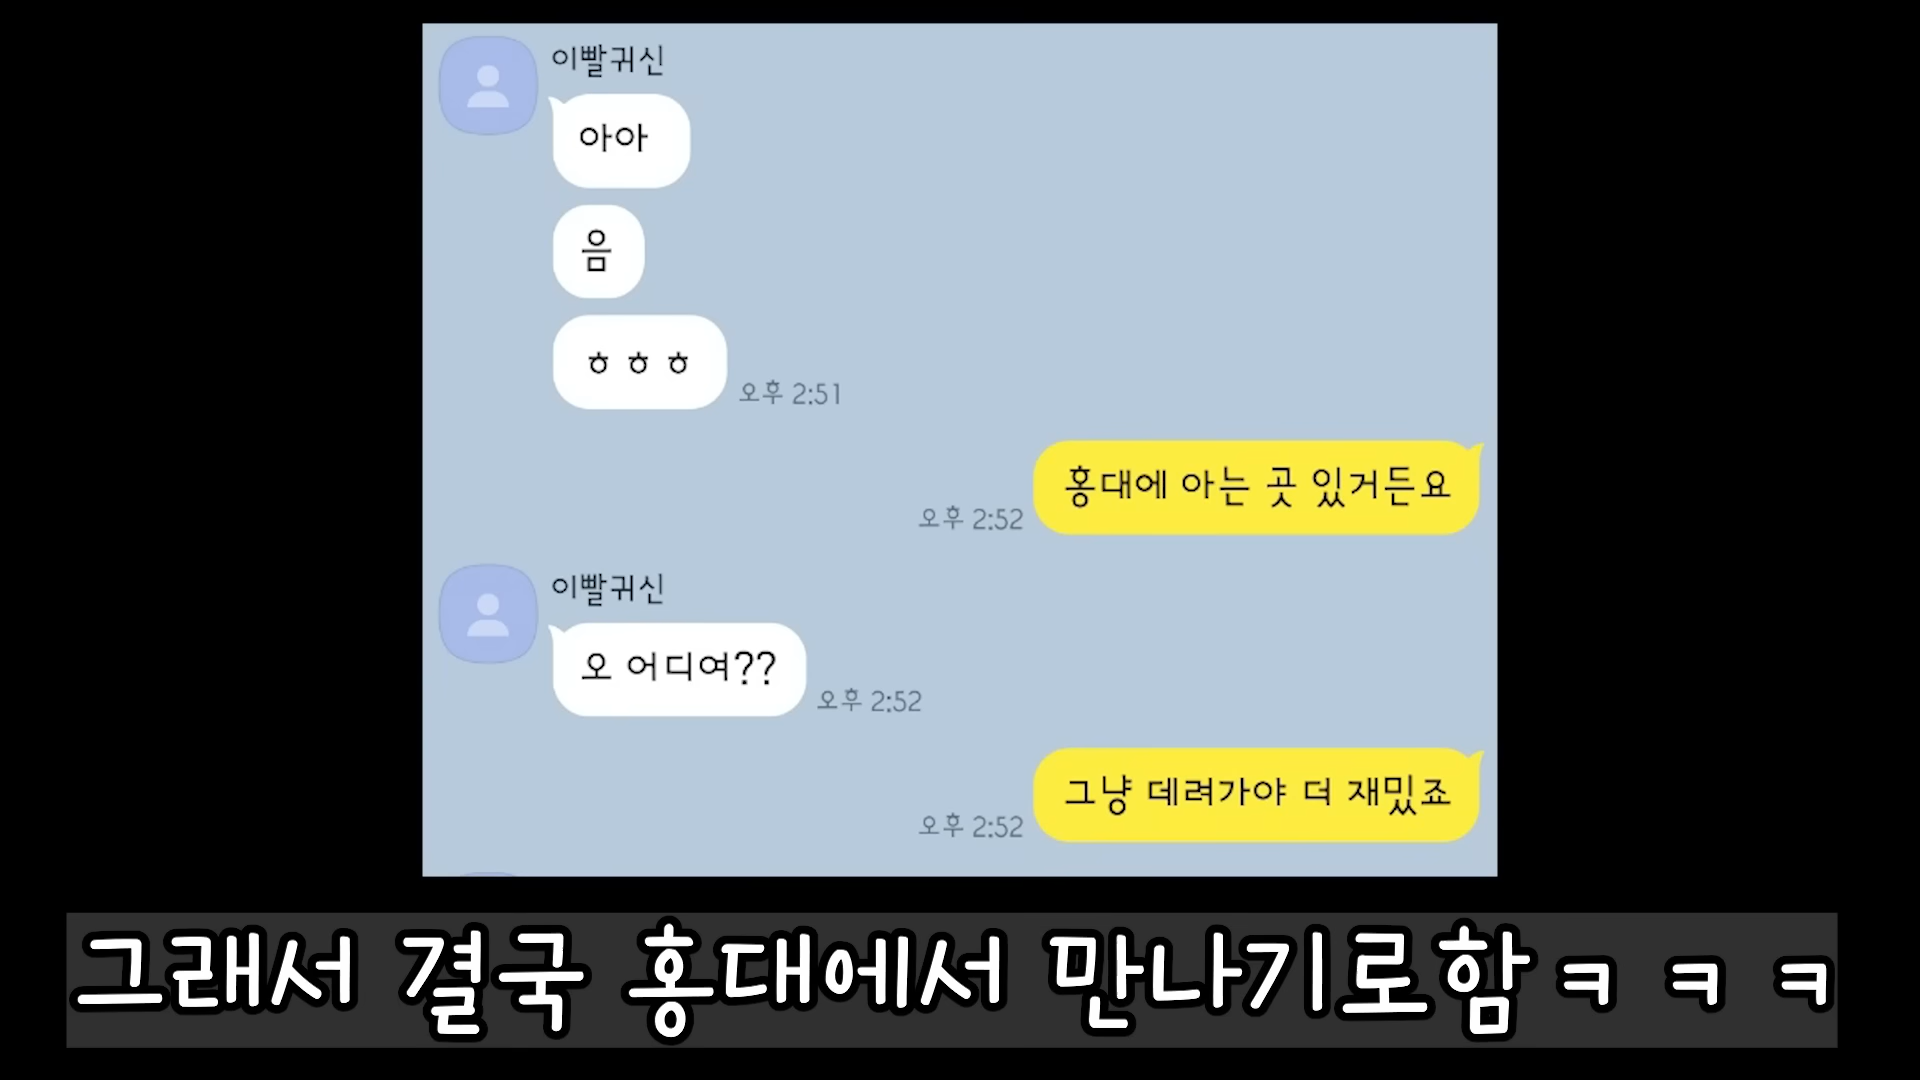 이빨귀신
아아
음
ㅎㅎㅎ
오후 2:51
홍대에 아는 곳 있거든요
오후 2:52
이빨귀신
오 어디여??
오후 2:52
그냥 데려가야 더 재밌죠
오후 2:52
그래서 결국 홍대에서 만나기로함ㅋㅋㅋ